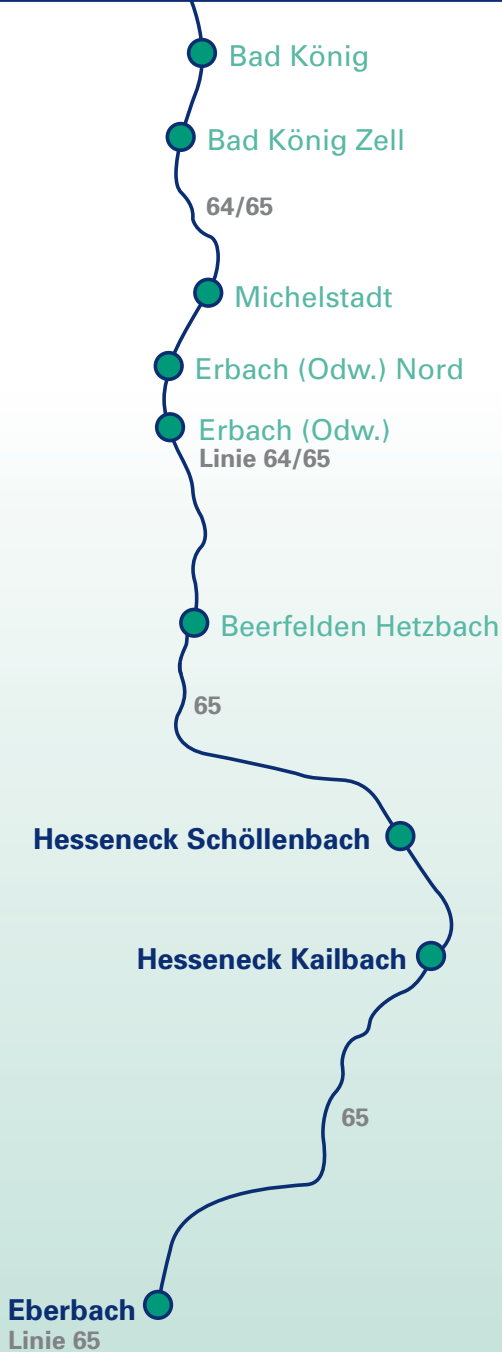 Bad König
Bad König Zell
64/65
Michelstadt
Erbach (Odw.) Nord
Erbach (Odw.)
Linie 64/65
Beerfelden Hetzbach
65
Hesseneck Schöllenbach
Hesseneck Kailbach
65
Eberbach
Linie 65